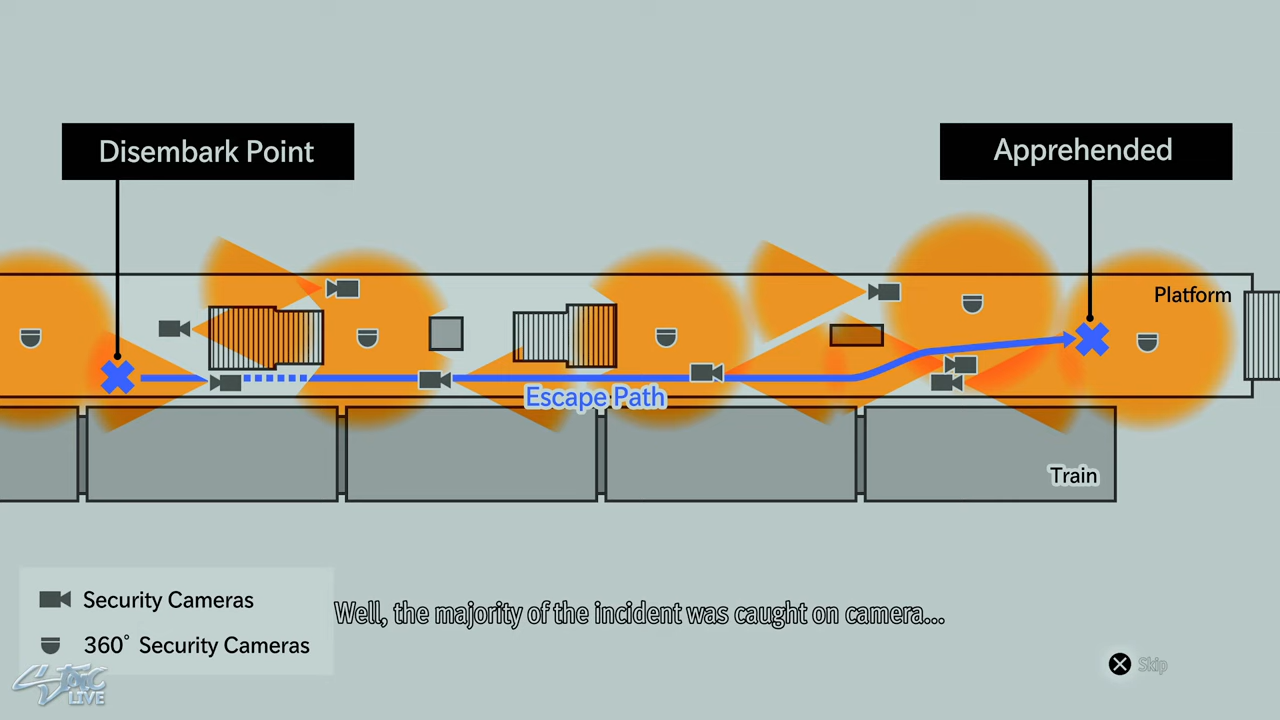 Disembark Point
Apprehended
Platform
Escape Path
Train
Security Cameras
360° Security Cameras
Well, the majority of the incident was caught on camera...
Skip
LIVE